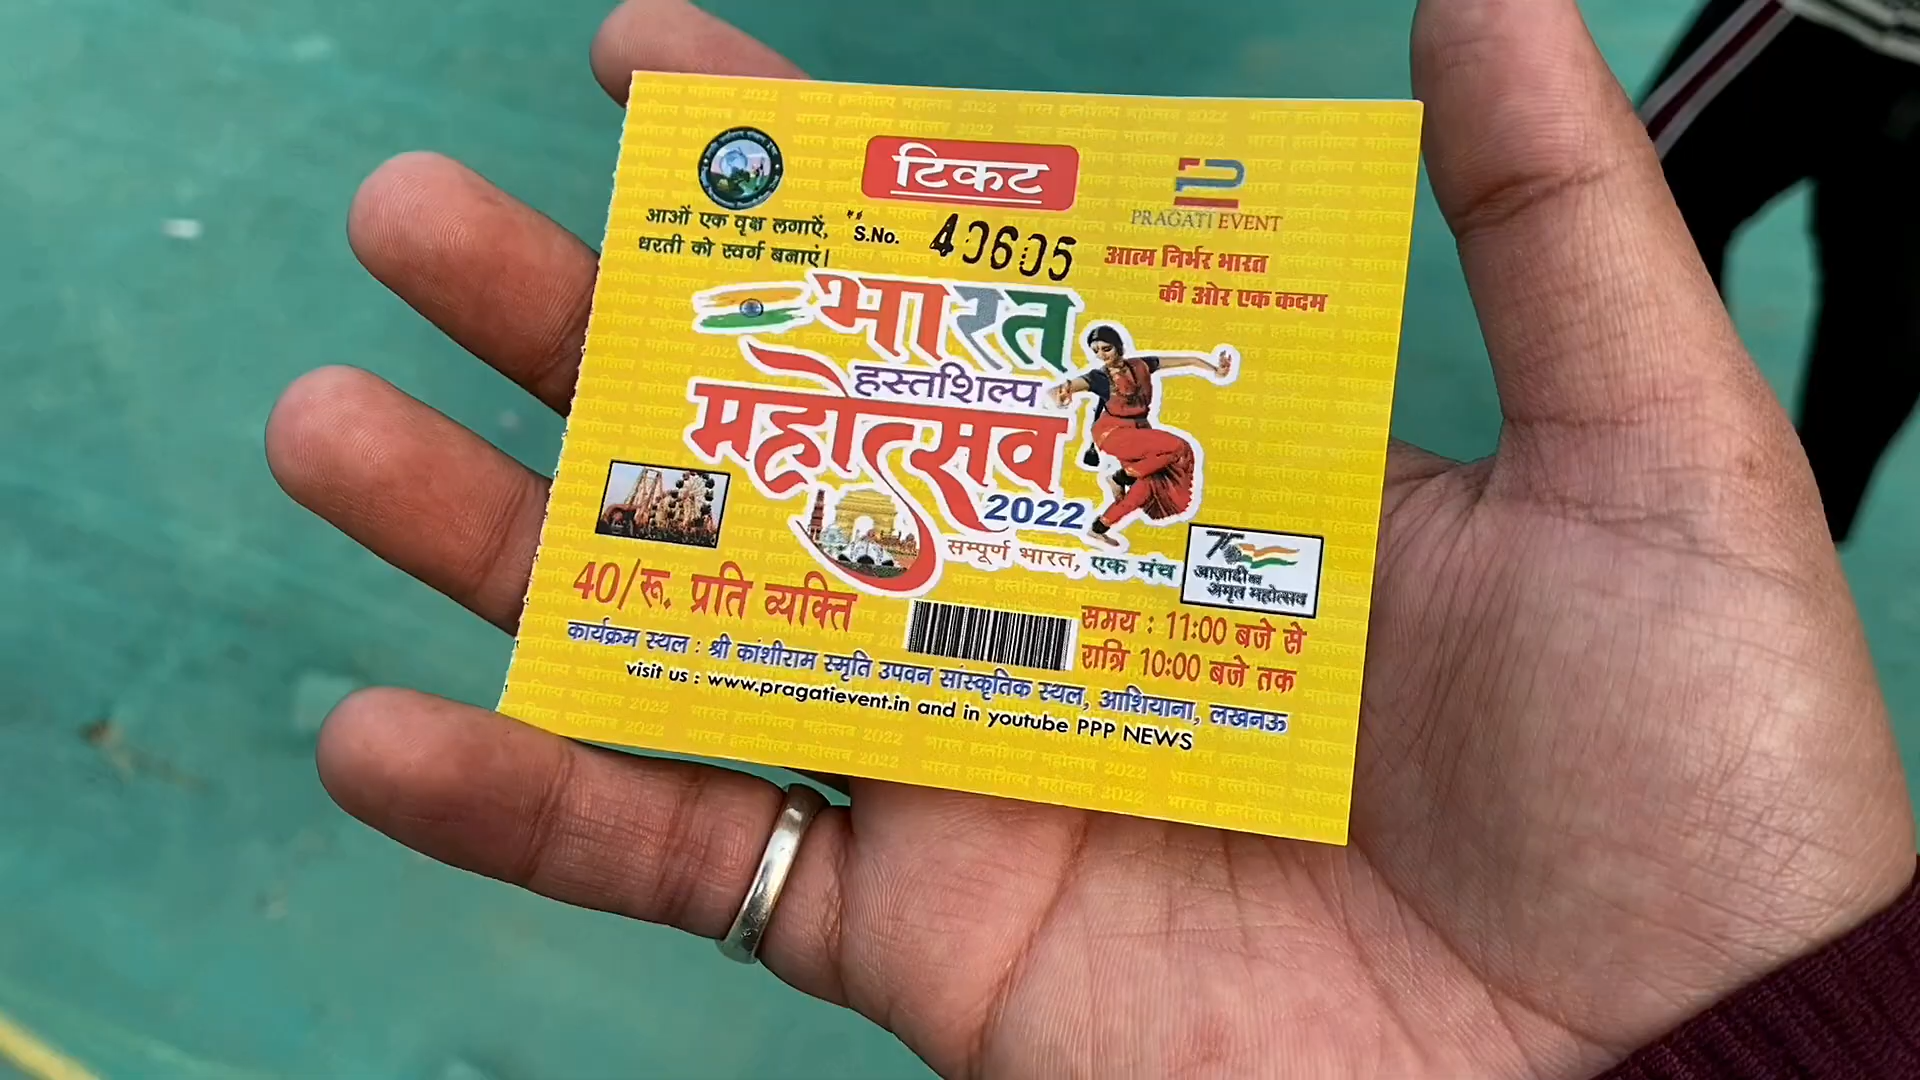 टिकट
PRAGATI EVENT
आओं एक वृक्ष लगाऐं,
धरती को स्वर्ग बनाएं।
S.No. 40605
आत्म निर्भर भारत
की ओर एक कदम
भारत
हस्तशिल्प
महोत्सव
2022
सम्पूर्ण भारत, एक मंच
आज़ादी का
अमृत महोत्सव
40/रू. प्रति व्यक्ति
समय : 11:00 बजे से
रात्रि 10:00 बजे तक
कार्यक्रम स्थल : श्री कांशीराम स्मृति उपवन सांस्कृतिक स्थल, आशियाना, लखनऊ
visit us : www.pragatievent.in and in youtube PPP NEWS